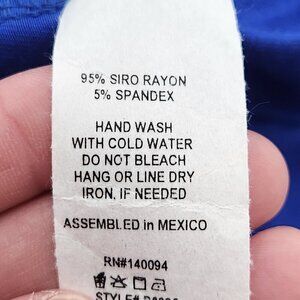 95% SIRO RAYON
5% SPANDEX
HAND WASH
WITH COLD WATER
DO NOT BLEACH
HANG OR LINE DRY
IRON, IF NEEDED
ASSEMBLED in MEXICO
RN#140094
STYLE#